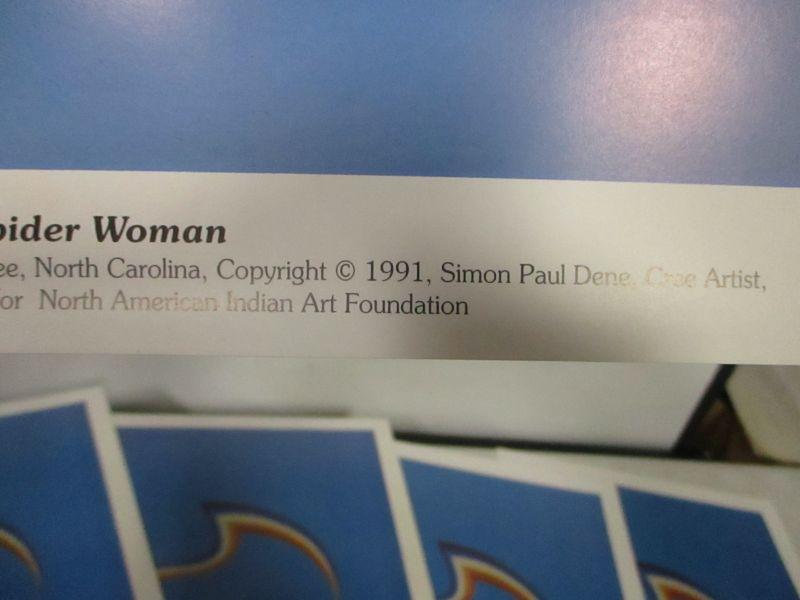 pider Woman
ee, North Carolina, Copyright © 1991, Simon Paul Dene, Cree Artist,
or North American Indian Art Foundation